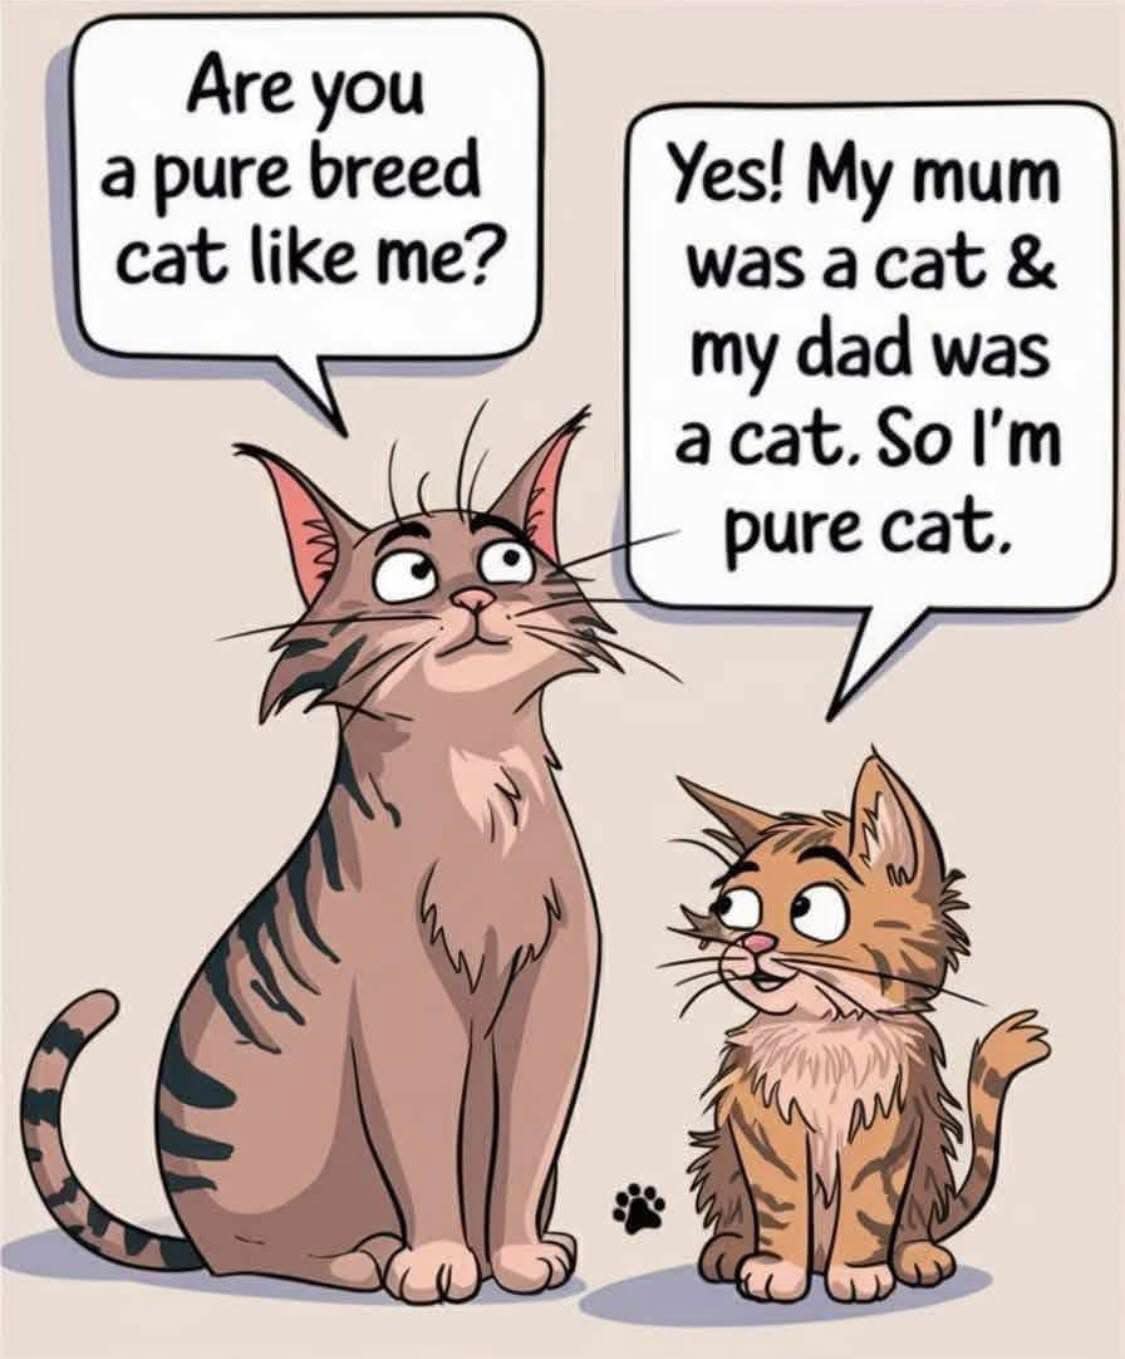 Are you
a pure breed
cat like me?
Yes! My mum
was a cat &
my dad was
a cat. So I'm
pure cat.